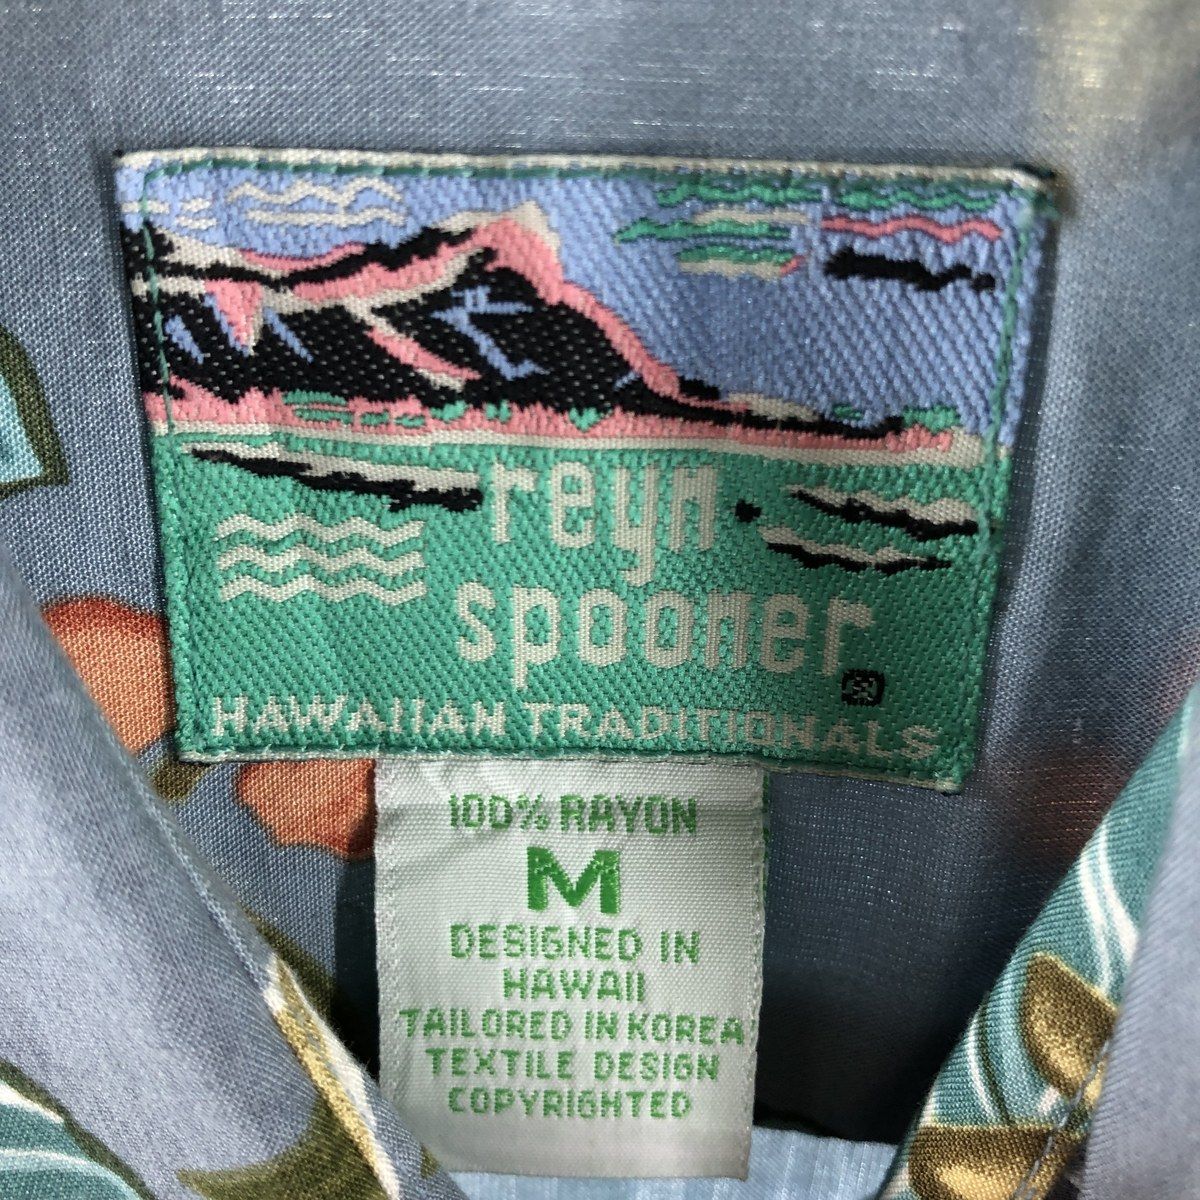 reyn
spooner
HAWAIIAN TRADITIONALS
100% RAYON
M
DESIGNED IN
HAWAII
TAILORED IN KOREA
TEXTILE DESIGN
COPYRIGHTED